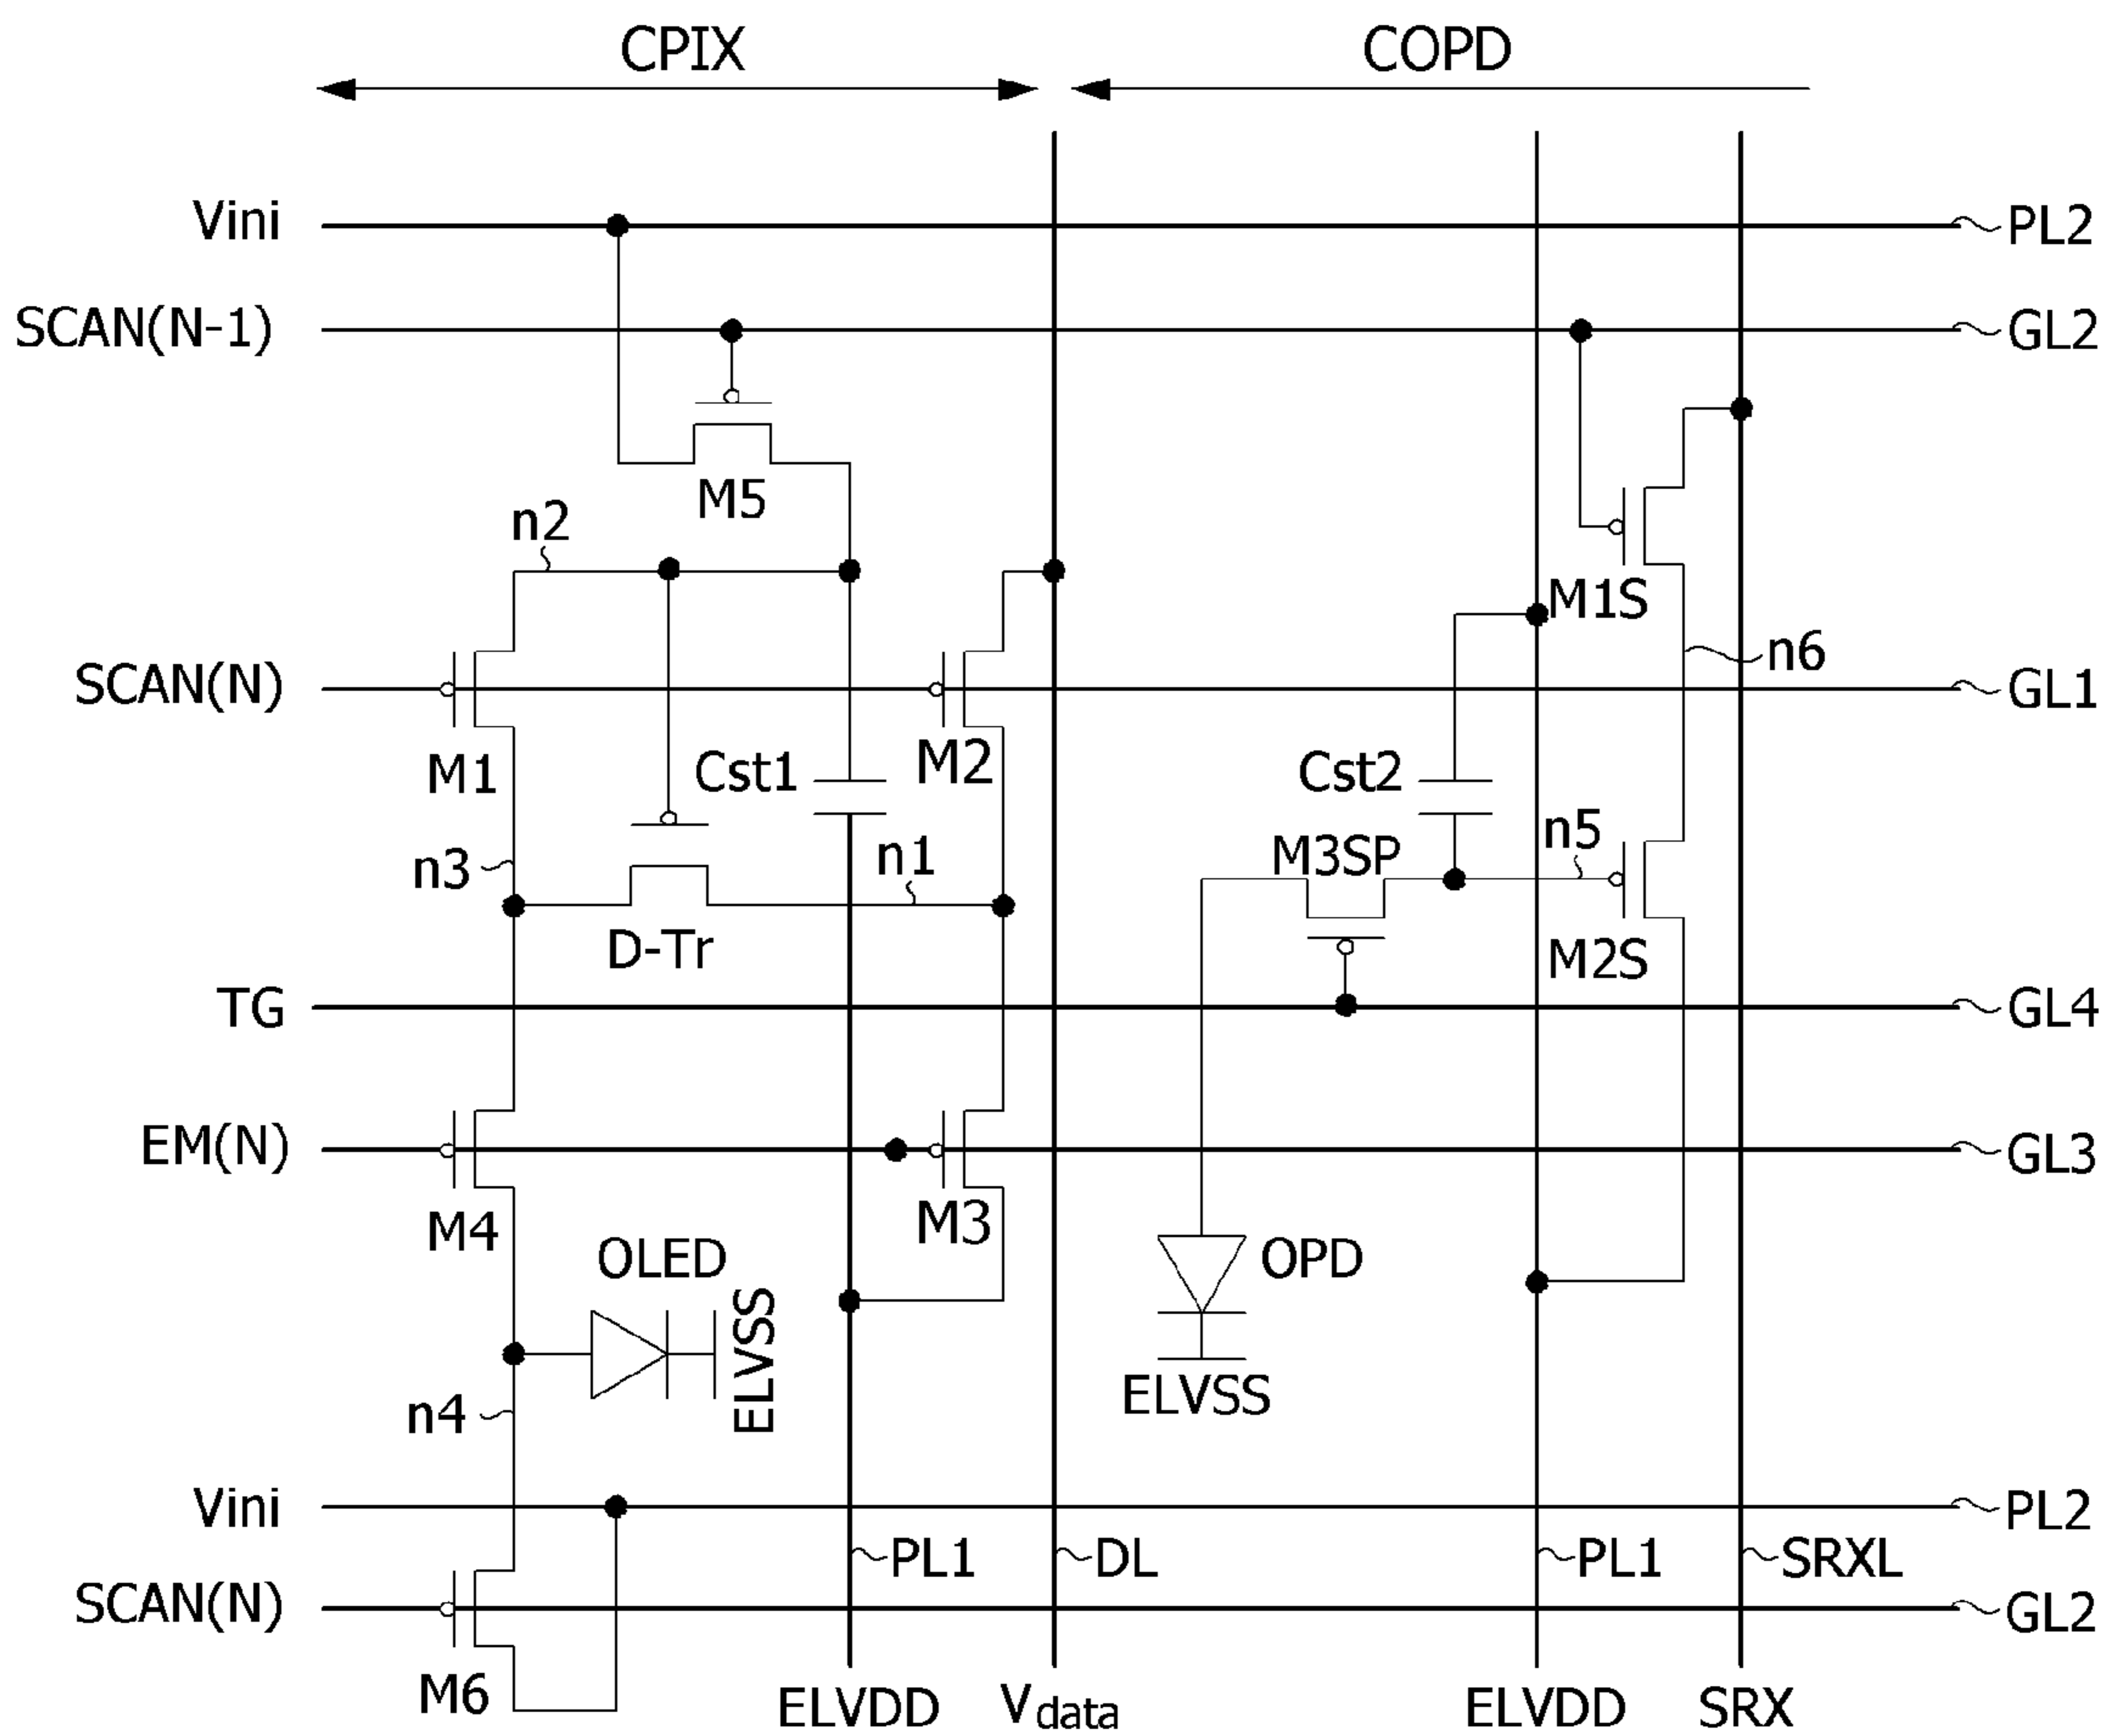 CPIX
COPD
Vini
PL2
SCAN(N-1)
GL2
M5
n2
M1S
n6
SCAN(N)
GL1
M1
Cst1
M2
Cst2
n5
n3
n1
M3SP
D-Tr
M2S
TG
GL4
EM(N)
GL3
M4
M3
OLED
ELVSS
OPD
ELVSS
n4
Vini
PL2
PL1
DL
PL1
SRXL
SCAN(N)
GL2
M6
ELVDD
Vdata
ELVDD
SRX